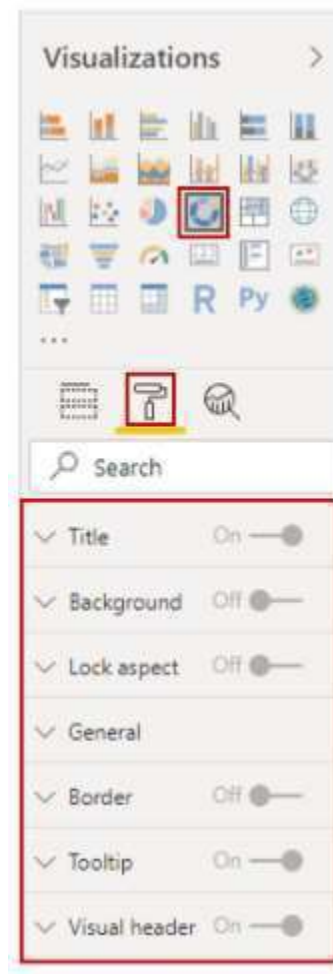 Visualizations
R Py
...
Search
Title On
Background Off
Lock aspect Off
General
Border Off
Tooltip On
Visual header On